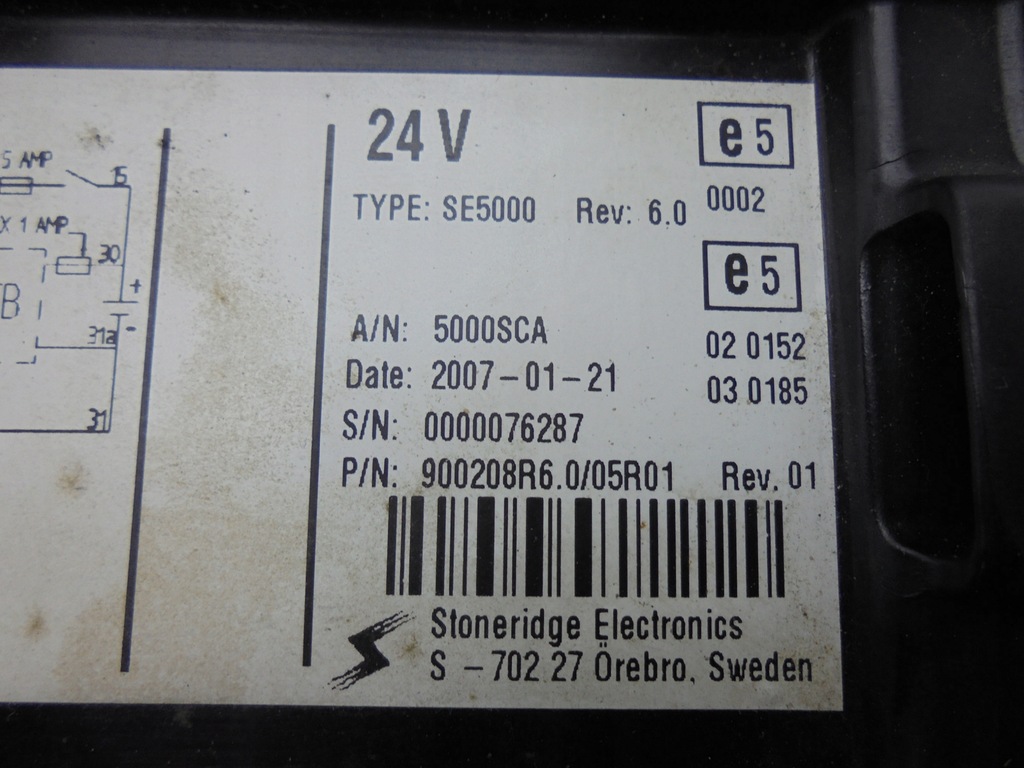 24 V
e5
TYPE: SE5000 Rev: 6.0
0002
e5
A/N: 5000SCA
02 0152
Date: 2007-01-21
03 0185
S/N: 0000076287
P/N: 900208R6.0/05R01 Rev. 01
Stoneridge Electronics
S - 702 27 Örebro, Sweden
5 AMP
15
X 1 AMP
30
+
B
31a
-
31